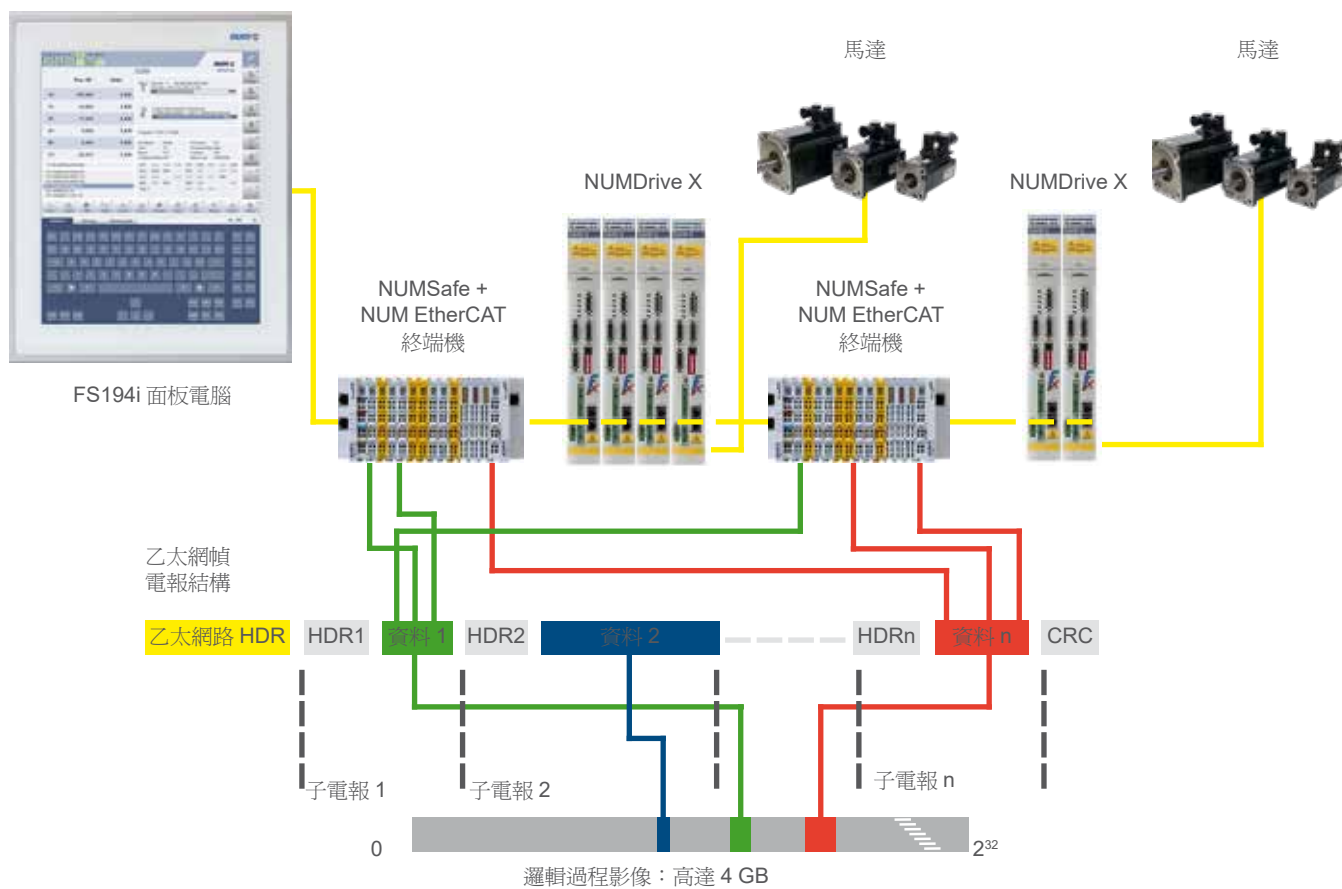 馬達
馬達
NUMDrive X
NUMDrive X
NUMSafe +
NUM EtherCAT
終端機
NUMSafe +
NUM EtherCAT
終端機
FS194i 面板電腦
乙太網幀
電報結構
乙太網路 HDR
HDR1
資料 1
HDR2
資料 2
HDRn
資料 n
CRC
子電報 1
子電報 2
子電報 n
0
2³²
邏輯過程影像：高達 4 GB